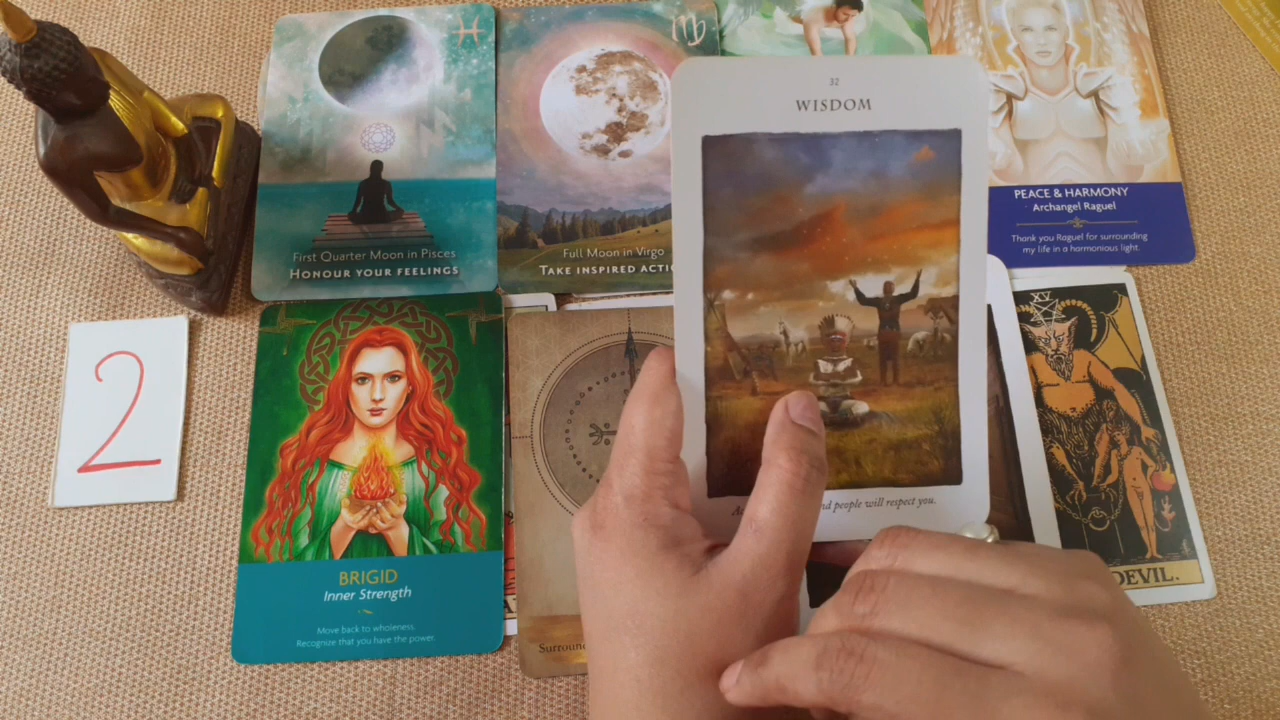 First Quarter Moon in Pisces
HONOUR YOUR FEELINGS
Full Moon in Virgo
TAKE INSPIRED ACTI
32
WISDOM
nd people will respect you.
PEACE & HARMONY
Archangel Raguel
Thank you Raguel for surrounding
my life in a harmonious light.
2
BRIGID
Inner Strength
Move back to wholeness.
Recognize that you have the power.
Surroun
XV
DEVIL.